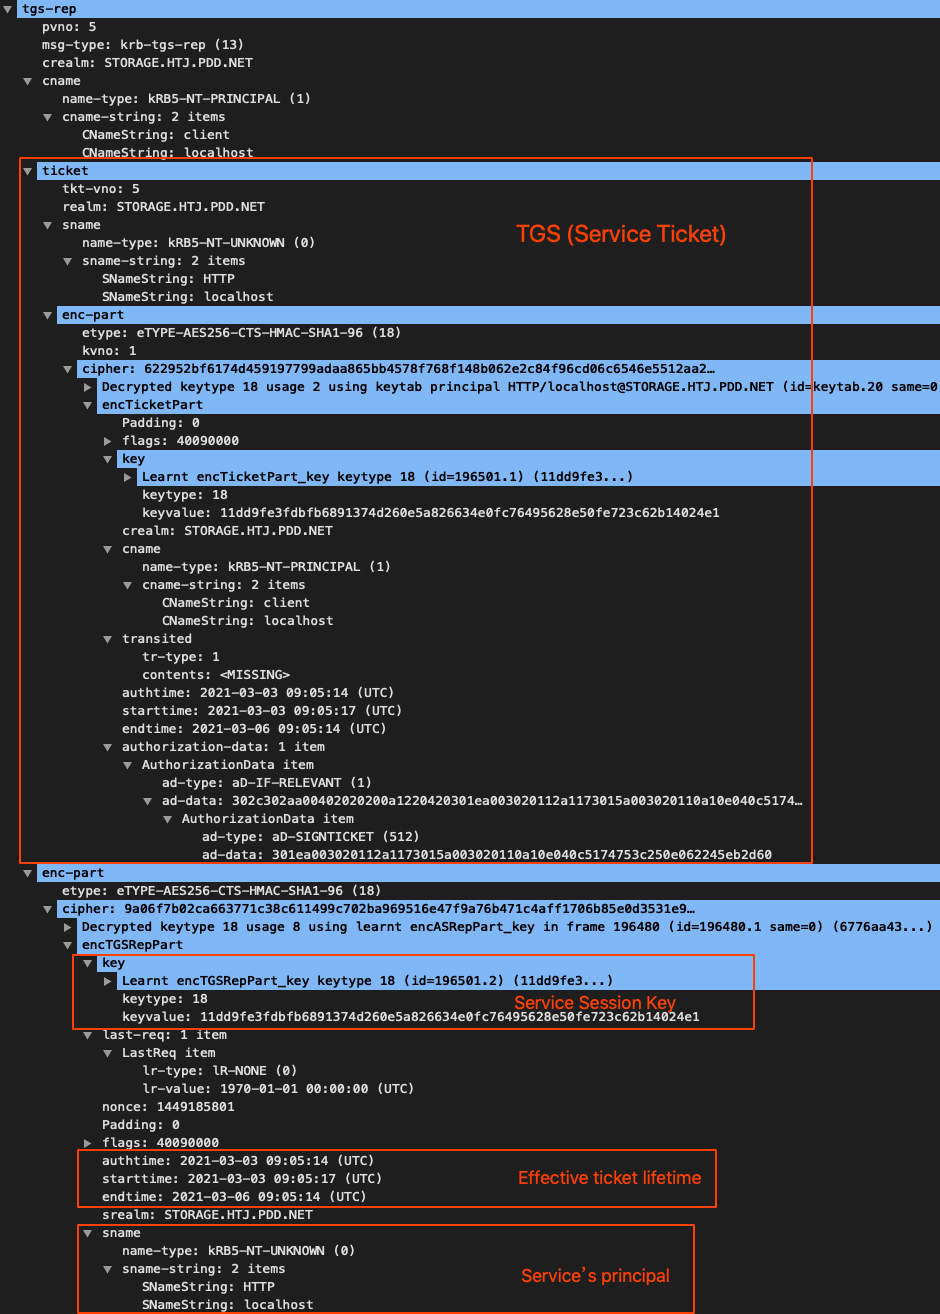 tgs-rep
pvno: 5
msg-type: krb-tgs-rep (13)
crealm: STORAGE.HTJ.PDD.NET
cname
name-type: kRB5-NT-PRINCIPAL (1)
cname-string: 2 items
CNameString: client
CNameString: localhost
ticket
tkt-vno: 5
realm: STORAGE.HTJ.PDD.NET
sname
TGS (Service Ticket)
name-type: kRB5-NT-UNKNOWN (0)
sname-string: 2 items
SNameString: HTTP
SNameString: localhost
enc-part
etype: eTYPE-AES256-CTS-HMAC-SHA1-96 (18)
kvno: 1
cipher: 622952bf6174d459197799adaa865bb4578f768f148b062e2c84f96cd06c6546e5512aa2…
Decrypted keytype 18 usage 2 using keytab principal HTTP/localhost@STORAGE.HTJ.PDD.NET (id=keytab.20 same=0
encTicketPart
Padding: 0
flags: 40090000
key
Learnt encTicketPart_key keytype 18 (id=196501.1) (11dd9fe3...)
keytype: 18
keyvalue: 11dd9fe3fdbfb6891374d260e5a826634e0fc76495628e50fe723c62b14024e1
crealm: STORAGE.HTJ.PDD.NET
cname
name-type: kRB5-NT-PRINCIPAL (1)
cname-string: 2 items
CNameString: client
CNameString: localhost
transited
tr-type: 1
contents: <MISSING>
authtime: 2021-03-03 09:05:14 (UTC)
starttime: 2021-03-03 09:05:17 (UTC)
endtime: 2021-03-06 09:05:14 (UTC)
authorization-data: 1 item
AuthorizationData item
ad-type: aD-IF-RELEVANT (1)
ad-data: 302c302aa00402020200a1220420301ea003020112a1173015a003020110a10e040c5174…
AuthorizationData item
ad-type: aD-SIGNTICKET (512)
ad-data: 301ea003020112a1173015a003020110a10e040c5174753c250e062245eb2d60
enc-part
etype: eTYPE-AES256-CTS-HMAC-SHA1-96 (18)
cipher: 9a06f7b02ca663771c38c611499c702ba969516e47f9a76b471c4aff1706b85e0d3531e9…
Decrypted keytype 18 usage 8 using learnt encASRepPart_key in frame 196480 (id=196480.1 same=0) (6776aa43...)
encTGSRepPart
key
Learnt encTGSRepPart_key keytype 18 (id=196501.2) (11dd9fe3...)
keytype: 18
Service Session Key
keyvalue: 11dd9fe3fdbfb6891374d260e5a826634e0fc76495628e50fe723c62b14024e1
last-req: 1 item
LastReq item
lr-type: lR-NONE (0)
lr-value: 1970-01-01 00:00:00 (UTC)
nonce: 1449185801
Padding: 0
flags: 40090000
authtime: 2021-03-03 09:05:14 (UTC)
starttime: 2021-03-03 09:05:17 (UTC)
Effective ticket lifetime
endtime: 2021-03-06 09:05:14 (UTC)
srealm: STORAGE.HTJ.PDD.NET
sname
name-type: kRB5-NT-UNKNOWN (0)
sname-string: 2 items
Service’s principal
SNameString: HTTP
SNameString: localhost